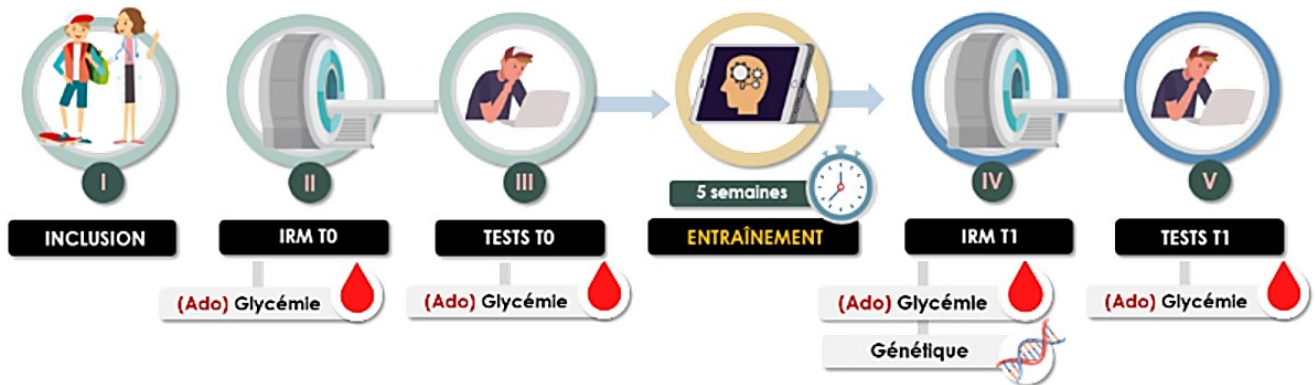 I
II
III
5 semaines
IV
V
INCLUSION
IRM T0
TESTS T0
ENTRAÎNEMENT
IRM T1
TESTS T1
(Ado) Glycémie
(Ado) Glycémie
(Ado) Glycémie
(Ado) Glycémie
Génétique